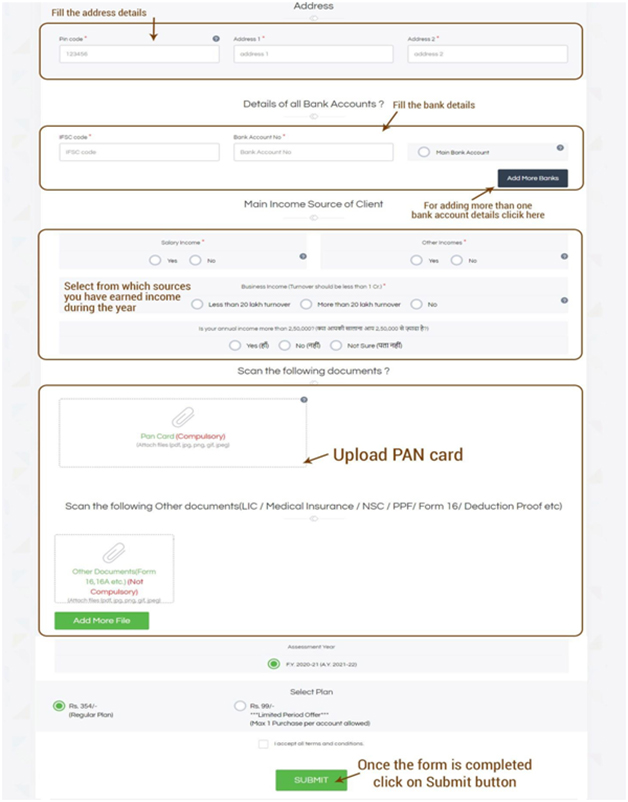 Address
Fill the address details
Pin code *
Address 1 *
Address 2 *
123456
address 1
address 2
Details of all Bank Accounts ?
Fill the bank details
IFSC code *
Bank Account No *
IFSC code
Bank Account No
Main Bank Account
Add More Banks
For adding more than one
bank account details clicik here
Main Income Source of Client
Salary Income *
Other Incomes *
Yes
No
Yes
No
Select from which sources
you have earned income
during the year
Business Income (Turnover should be less than 1 Cr.) *
Less than 20 lakh turnover
More than 20 lakh turnover
No
Is your annual income more than 2,50,000? (क्या आपकी सालाना आय 2,50,000 से ज़्यादा है?)
Yes (हाँ)
No (नहीं)
Not Sure (पता नहीं)
Scan the following documents ?
Pan Card (Compulsory)
(Attach files (pdf, jpg, png, gif, jpeg)
Upload PAN card
Scan the following Other documents(LIC / Medical Insurance / NSC / PPF/ Form 16/ Deduction Proof etc)
Other Documents(Form
16,16A etc.) (Not
Compulsory)
(Attach files (pdf, jpg, png, gif, jpeg)
Add More File
Assessment Year
F.Y. 2020-21 (A.Y. 2021-22)
Select Plan
Rs. 354/-
(Regular Plan)
Rs. 99/-
***Limited Period Offer***
(Max 1 Purchase per account allowed)
I accept all terms and conditions.
Once the form is completed
click on Submit button
SUBMIT